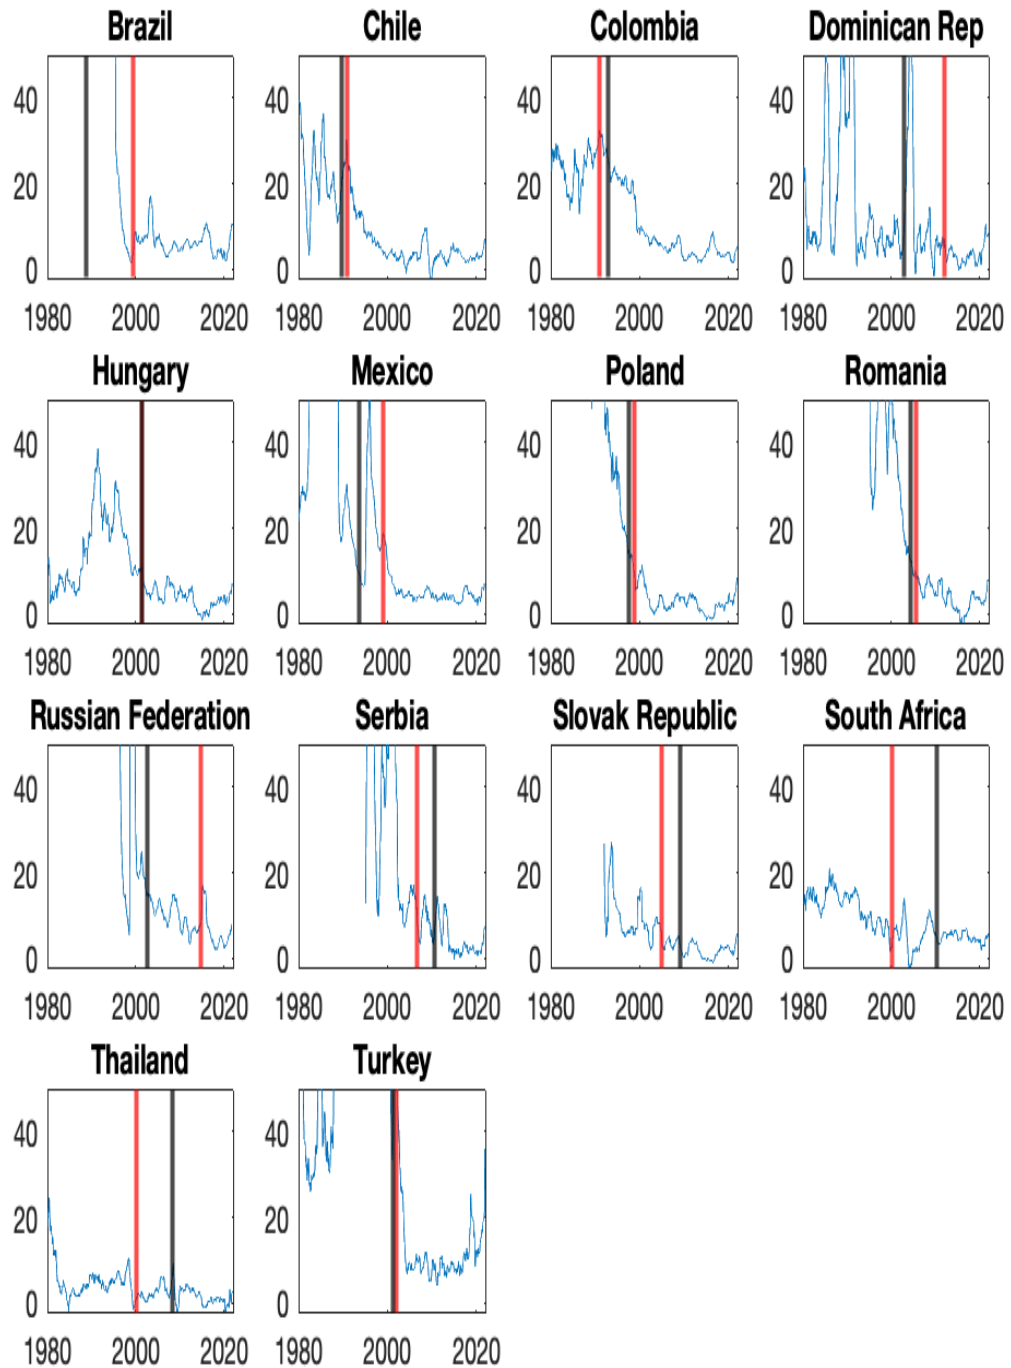 Brazil Chile Colombia Dominican Rep
40 40 40 40
20 20 20 20
0 0 0 0
1980 2000 2020 1980 2000 2020 1980 2000 2020 1980 2000 2020
Hungary Mexico Poland Romania
40 40 40 40
20 20 20 20
0 0 0 0
1980 2000 2020 1980 2000 2020 1980 2000 2020 1980 2000 2020
Russian Federation Serbia Slovak Republic South Africa
40 40 40 40
20 20 20 20
0 0 0 0
1980 2000 2020 1980 2000 2020 1980 2000 2020 1980 2000 2020
Thailand Turkey
40 40
20 20
0 0
1980 2000 2020 1980 2000 2020